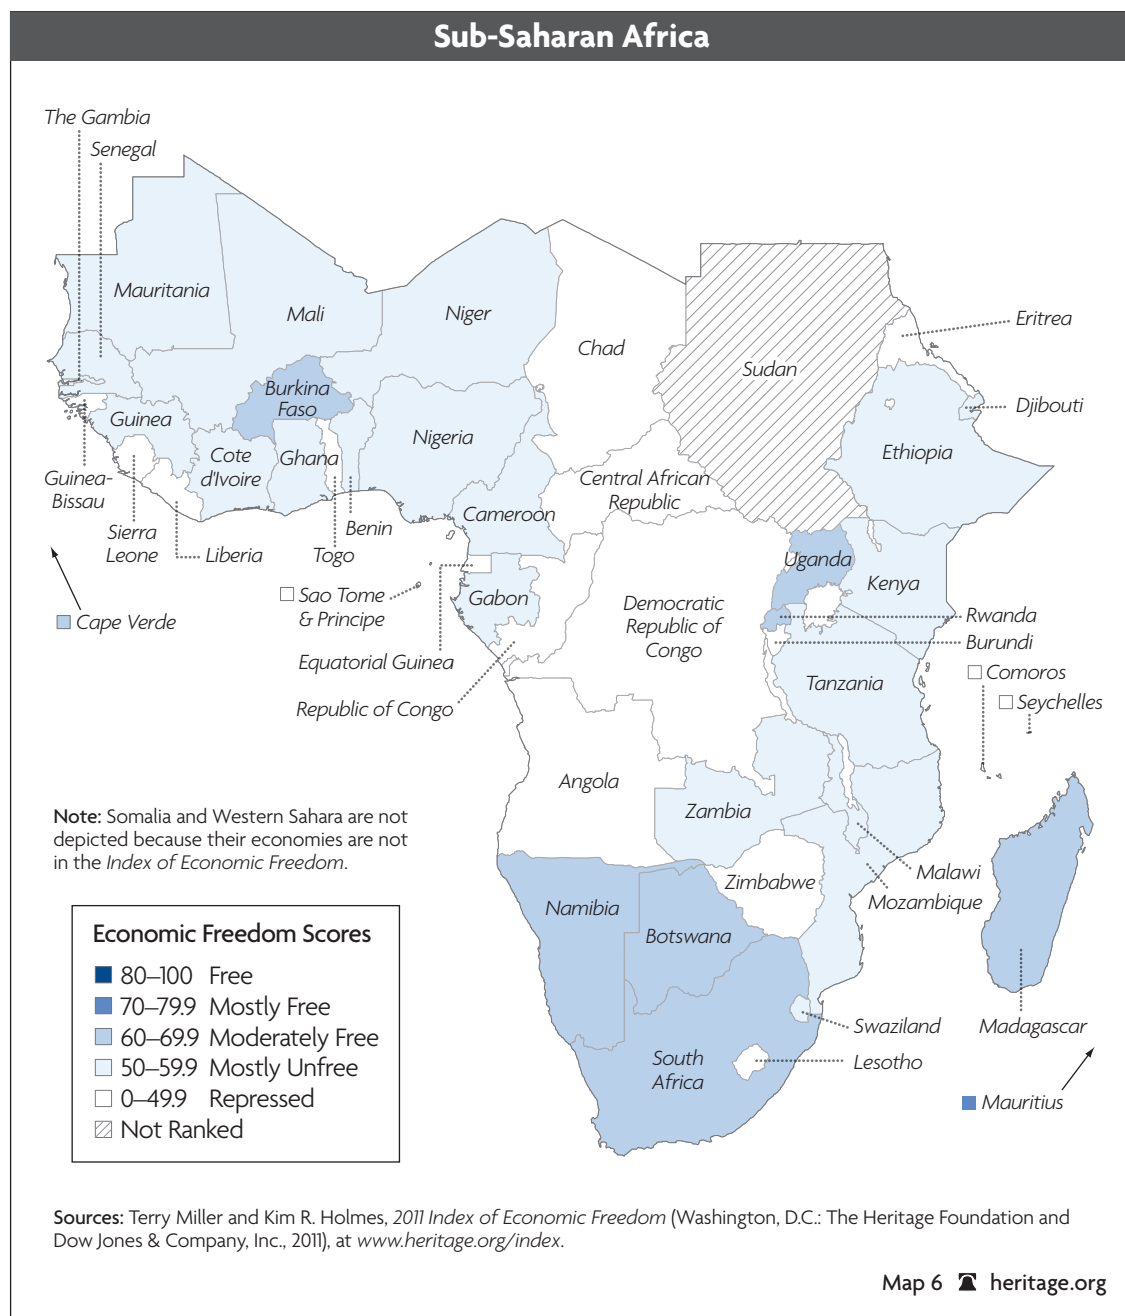 Sub-Saharan Africa
The Gambia
Senegal
Mauritania
Mali
Niger
Chad
Sudan
Eritrea
Burkina
Faso
Djibouti
Guinea
Nigeria
Ethiopia
Cote
d'Ivoire
Ghana
Guinea-
Bissau
Central African
Republic
Cameroon
Sierra
Leone
Liberia
Togo
Benin
Uganda
Kenya
Sao Tome
& Principe
Gabon
Democratic
Republic of
Congo
Cape Verde
Rwanda
Burundi
Equatorial Guinea
Comoros
Tanzania
Seychelles
Republic of Congo
Angola
Zambia
Note: Somalia and Western Sahara are not
depicted because their economies are not
in the Index of Economic Freedom.
Malawi
Zimbabwe
Mozambique
Namibia
Botswana
Economic Freedom Scores
80–100 Free
70–79.9 Mostly Free
60–69.9 Moderately Free
50–59.9 Mostly Unfree
0–49.9 Repressed
Not Ranked
Swaziland
Madagascar
South
Africa
Lesotho
Mauritius
Sources: Terry Miller and Kim R. Holmes, 2011 Index of Economic Freedom (Washington, D.C.: The Heritage Foundation and
Dow Jones & Company, Inc., 2011), at www.heritage.org/index.
Map 6 heritage.org